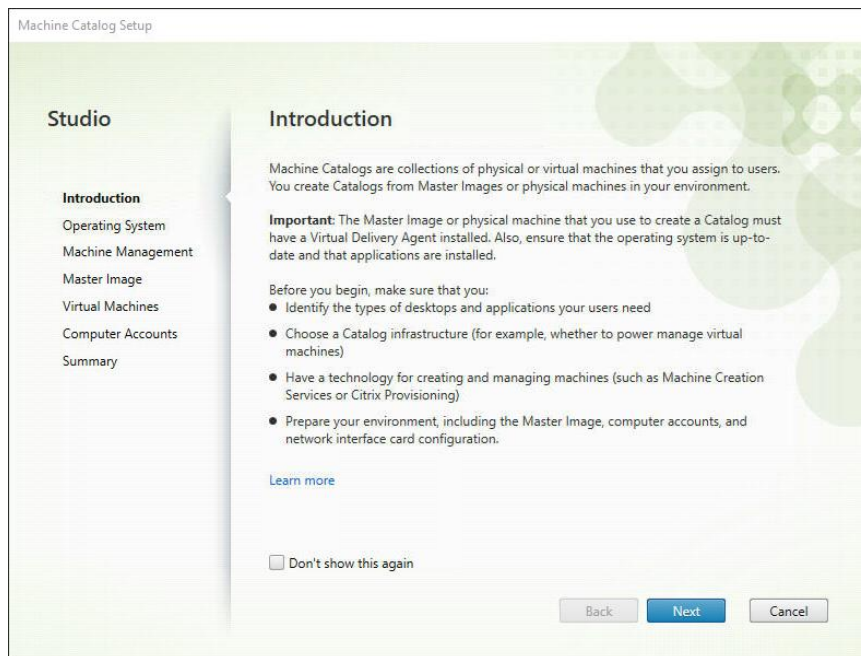 Machine Catalog Setup
Studio
Introduction
Operating System
Machine Management
Master Image
Virtual Machines
Computer Accounts
Summary
Introduction
Machine Catalogs are collections of physical or virtual machines that you assign to users.
You create Catalogs from Master Images or physical machines in your environment.
Important: The Master Image or physical machine that you use to create a Catalog must
have a Virtual Delivery Agent installed. Also, ensure that the operating system is up-to-
date and that applications are installed.
Before you begin, make sure that you:
● Identify the types of desktops and applications your users need
● Choose a Catalog infrastructure (for example, whether to power manage virtual
machines)
● Have a technology for creating and managing machines (such as Machine Creation
Services or Citrix Provisioning)
● Prepare your environment, including the Master Image, computer accounts, and
network interface card configuration.
Learn more
Don't show this again
Back
Next
Cancel